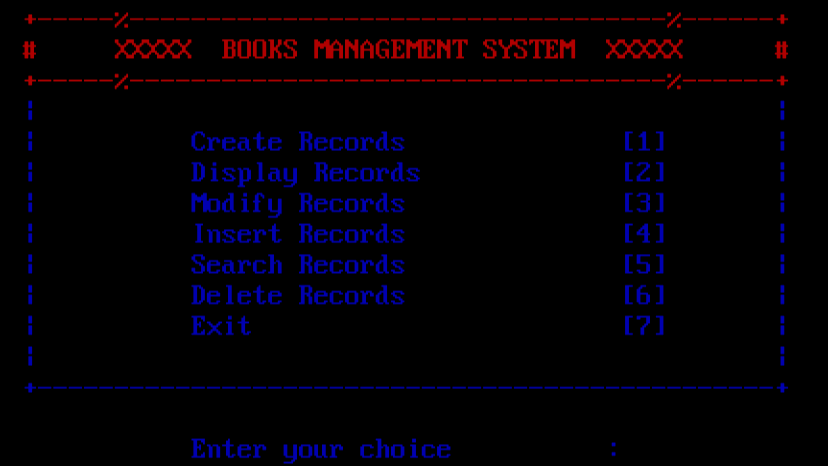 +------%-----------------------------------%------+
# XXXXX BOOKS MANAGEMENT SYSTEM XXXXX #
+------%-----------------------------------%------+
Create Records [1]
Display Records [2]
Modify Records [3]
Insert Records [4]
Search Records [5]
Delete Records [6]
Exit [7]
+------------------------------------------------+
Enter your choice :